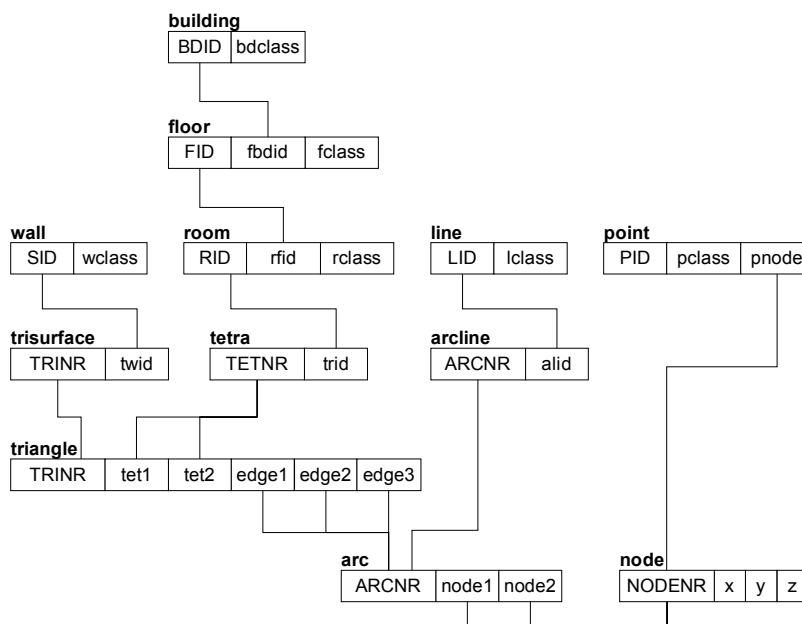 building
BDID bdclass
floor
FID fbdid fclass
wall room line point
SID wclass RID rfid rclass LID lclass PID pclass pnode
trisurface tetra arcline
TRINR twid TETNR trid ARCNR alid
triangle
TRINR tet1 tet2 edge1 edge2 edge3
arc node
ARCNR node1 node2 NODENR x y z